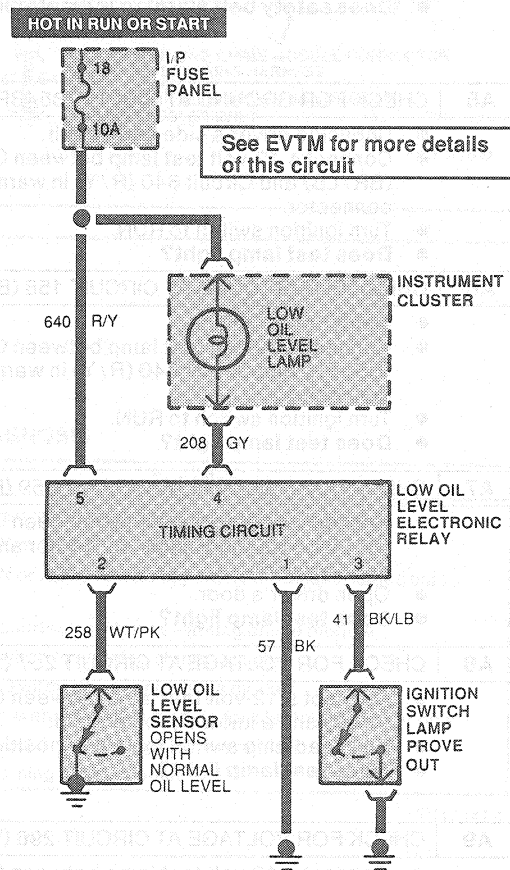 HOT IN RUN OR START
18
10A
I/P
FUSE
PANEL
See EVTM for more details
of this circuit
INSTRUMENT
CLUSTER
LOW
OIL
LEVEL
LAMP
640 R/Y
208 GY
5
4
LOW OIL
LEVEL
ELECTRONIC
RELAY
TIMING CIRCUIT
2
1
3
258 WT/PK
57 BK
41 BK/LB
LOW OIL
LEVEL
SENSOR
OPENS
WITH
NORMAL
OIL LEVEL
IGNITION
SWITCH
LAMP
PROVE
OUT